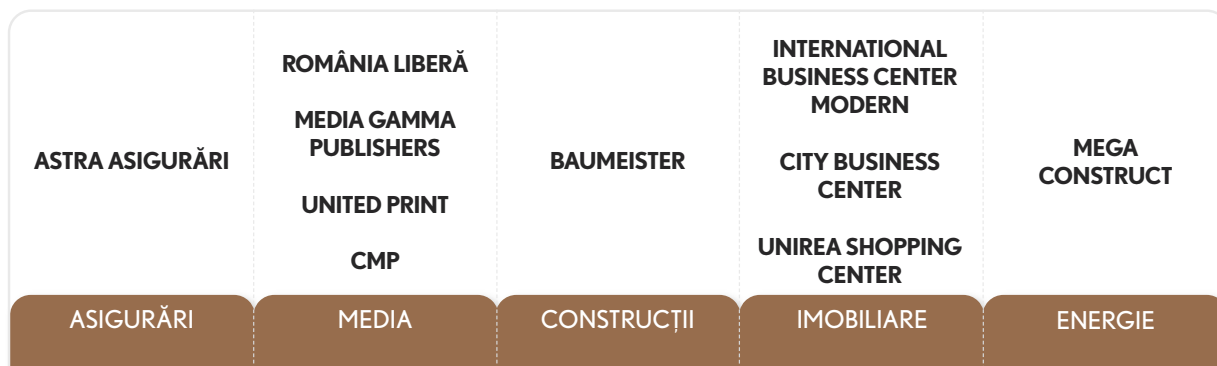 ASTRA ASIGURĂRI
ASIGURĂRI
ROMÂNIA LIBERĂ
MEDIA GAMMA
PUBLISHERS
UNITED PRINT
CMP
MEDIA
BAUMEISTER
CONSTRUCȚII
INTERNATIONAL
BUSINESS CENTER
MODERN
CITY BUSINESS
CENTER
UNIREA SHOPPING
CENTER
IMOBILIARE
MEGA
CONSTRUCT
ENERGIE